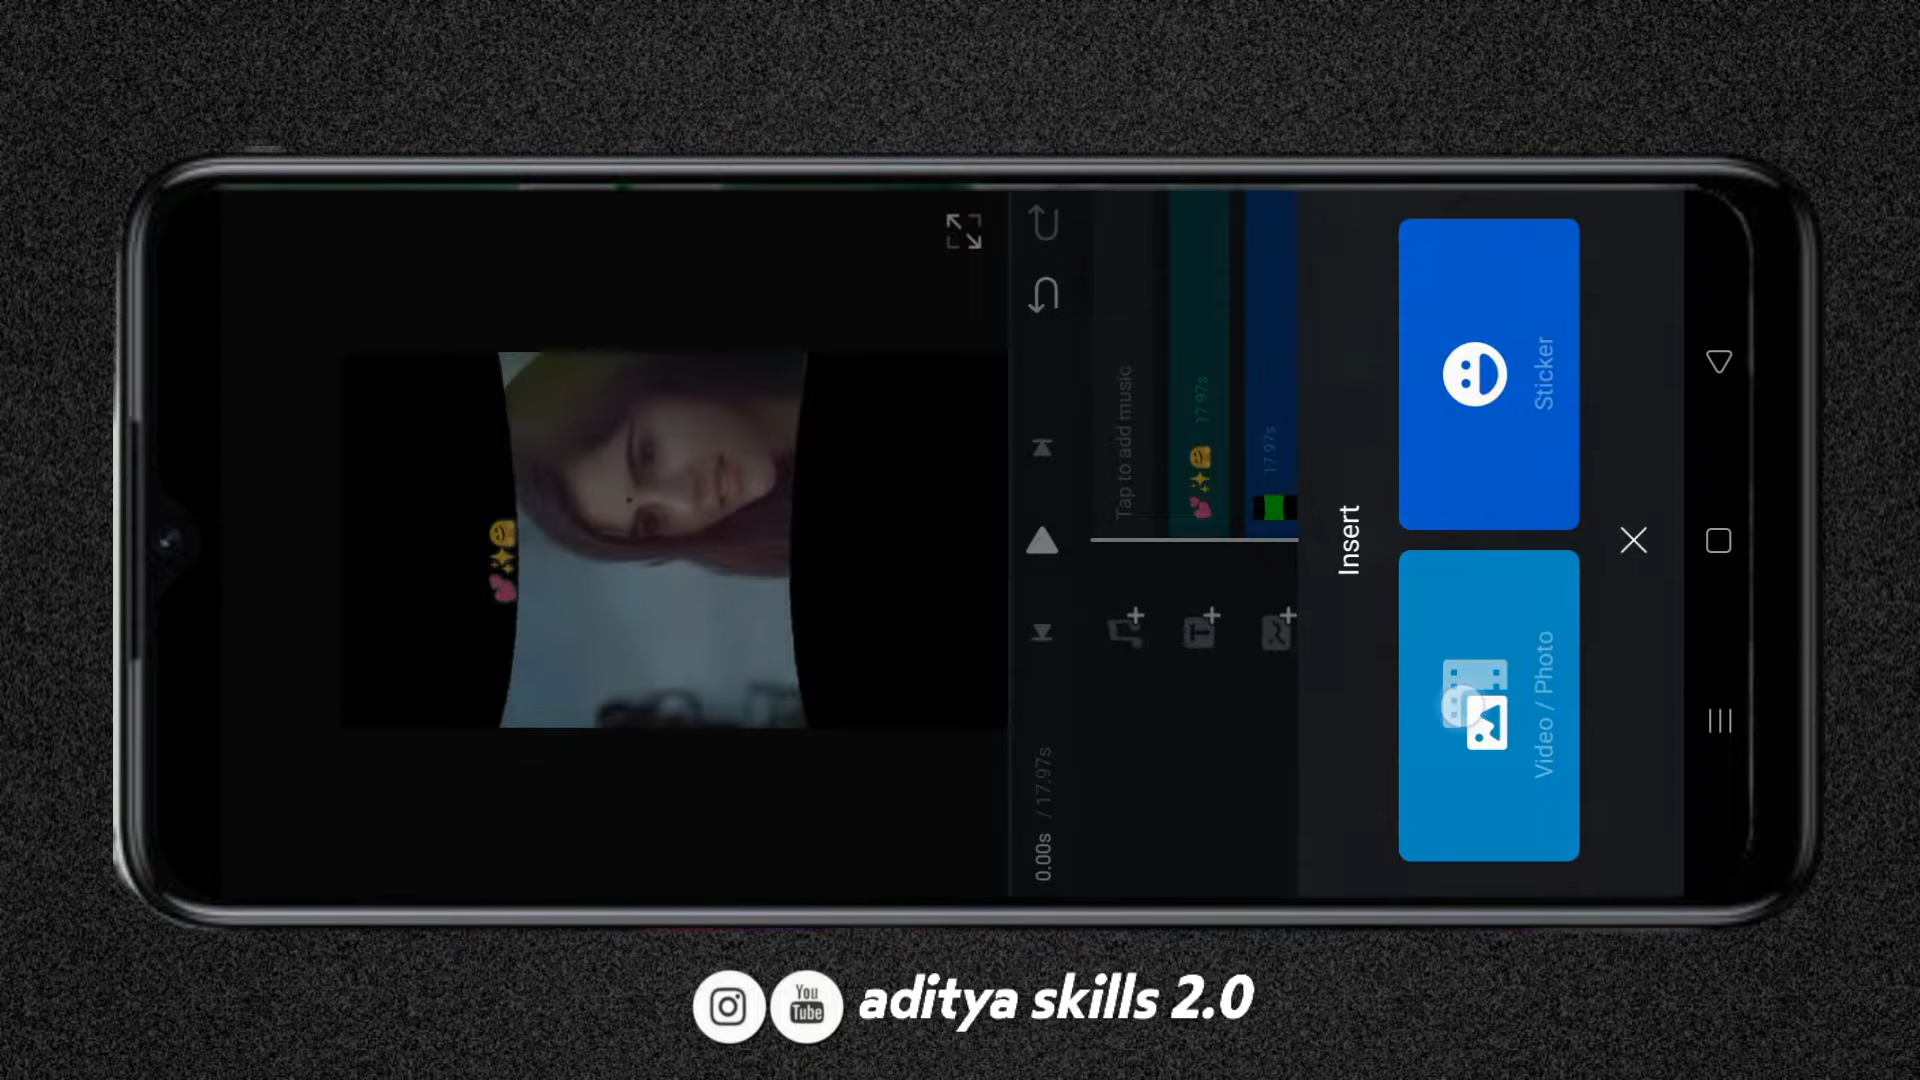 Tap to add music
17.97s
17.97s
0.00s / 17.97s
Insert
Sticker
Video / Photo
You
Tube
aditya skills 2.0